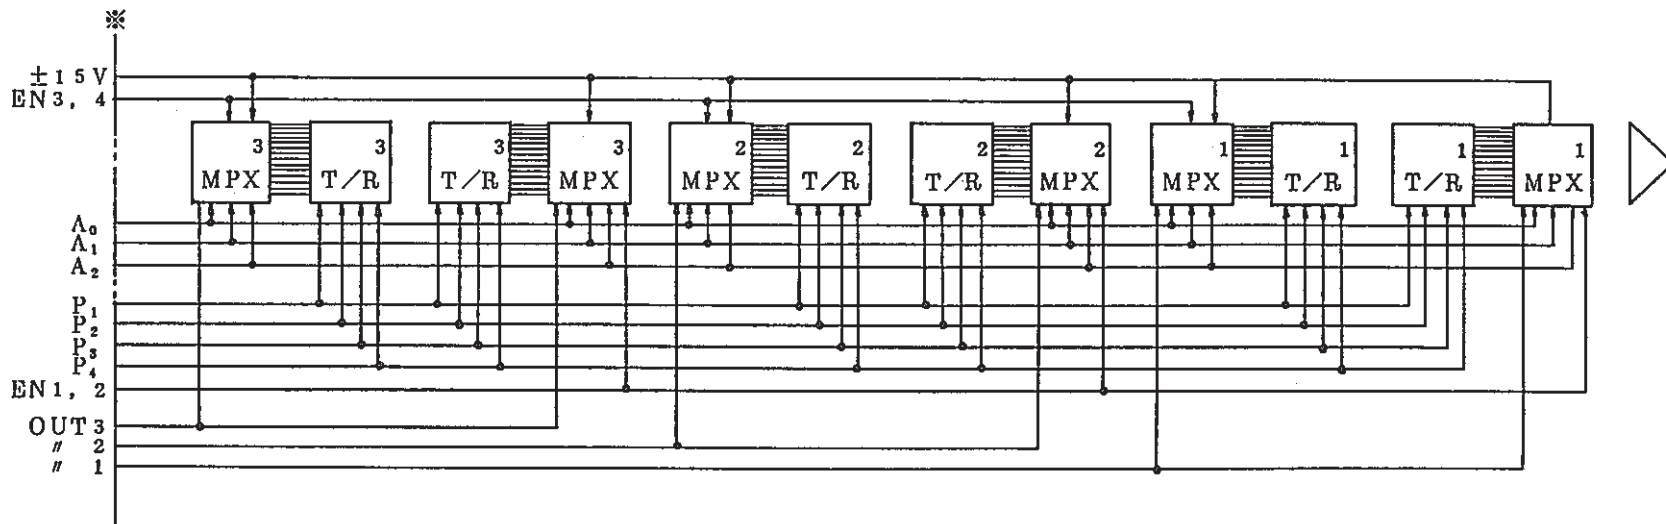 ※
±15V
EN3, 4
3 3 3 3 2 2 2 2 1 1 1 1
MPX T/R T/R MPX MPX T/R T/R MPX MPX T/R T/R MPX
A₀
A₁
A₂
P₁
P₂
P₃
P₄
EN1, 2
OUT3
〃 2
〃 1